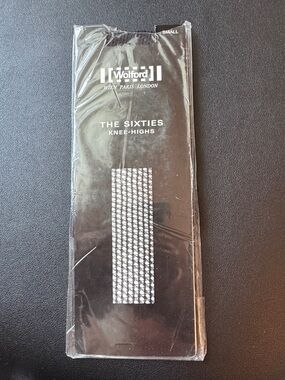 SMALL
Wolford
WIEN PARIS LONDON
THE SIXTIES
KNEE-HIGHS